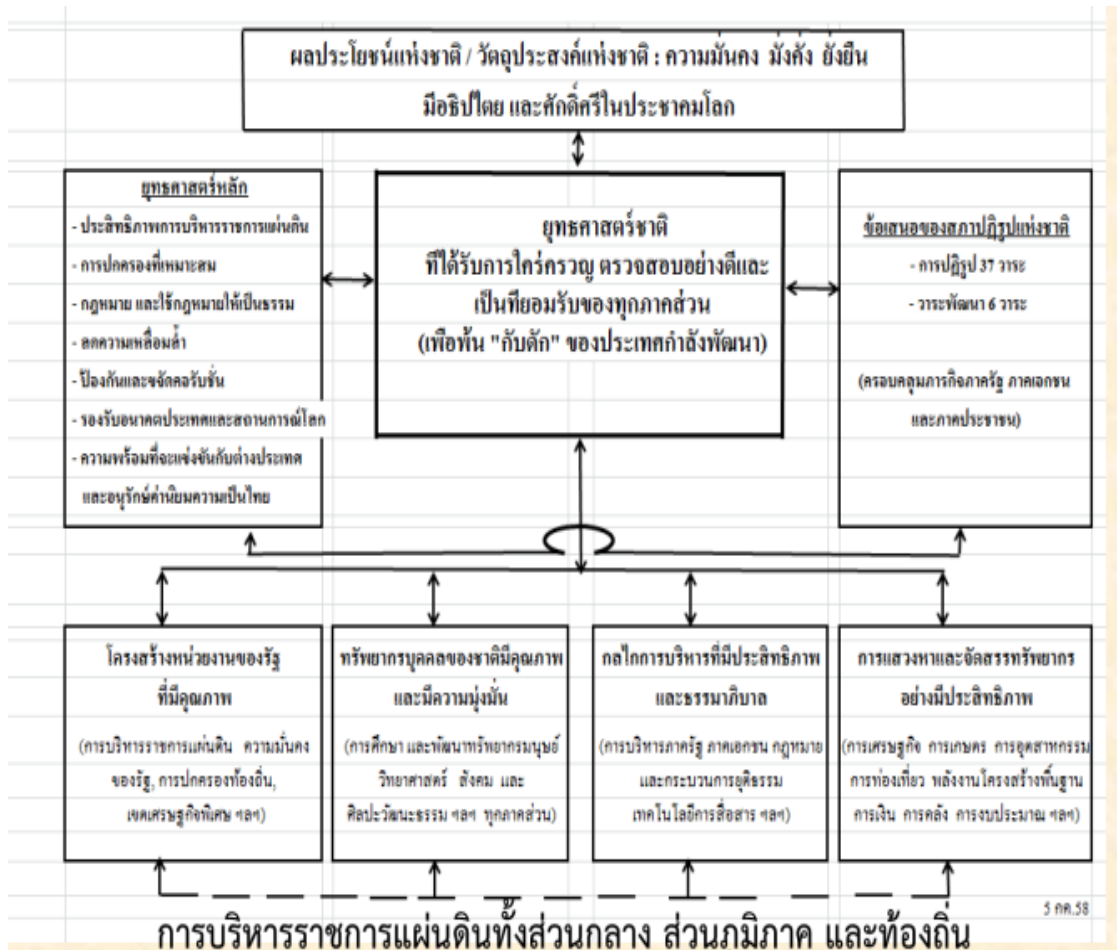 ผลประโยชน์แห่งชาติ / วัตถุประสงค์แห่งชาติ : ความมั่นคง มั่งคั่ง ยั่งยืน
มีอธิปไตย และศักดิ์ศรีในประชาคมโลก
ยุทธศาสตร์หลัก
- ประสิทธิภาพการบริหารราชการแผ่นดิน
- การปกครองที่เหมาะสม
- กฎหมาย และใช้กฎหมายให้เป็นธรรม
- ลดความเหลื่อมล้ำ
- ป้องกันและขจัดคอรัปชั่น
- รองรับอนาคตประเทศและสถานการณ์โลก
- ความพร้อมที่จะแข่งขันกับต่างประเทศ
และอนุรักษ์ค่านิยมความเป็นไทย
ยุทธศาสตร์ชาติ
ที่ได้รับการใคร่ครวญ ตรวจสอบอย่างดีและ
เป็นที่ยอมรับของทุกภาคส่วน
(เพื่อพ้น "กับดัก" ของประเทศกำลังพัฒนา)
ข้อเสนอของสภาปฏิรูปแห่งชาติ
- การปฏิรูป 37 วาระ
- วาระพัฒนา 6 วาระ
(ครอบคลุมภารกิจภาครัฐ ภาคเอกชน
และภาคประชาชน)
โครงสร้างหน่วยงานของรัฐ
ที่มีคุณภาพ
(การบริหารราชการแผ่นดิน ความมั่นคง
ของรัฐ, การปกครองท้องถิ่น,
เขตเศรษฐกิจพิเศษ ฯลฯ)
ทรัพยากรบุคคลของชาติมีคุณภาพ
และมีความมุ่งมั่น
(การศึกษา และพัฒนาทรัพยากรมนุษย์
วิทยาศาสตร์ สังคม และ
ศิลปะวัฒนะธรรม ฯลฯ ทุกภาคส่วน)
กลไกการบริหารที่มีประสิทธิภาพ
และธรรมาภิบาล
(การบริหารภาครัฐ ภาคเอกชน กฎหมาย
และกระบวนการยุติธรรม
เทคโนโลยีการสื่อสาร ฯลฯ)
การแสวงหาและจัดสรรทรัพยากร
อย่างมีประสิทธิภาพ
(การเศรษฐกิจ การเกษตร การอุตสาหกรรม
การท่องเที่ยว พลังงานโครงสร้างพื้นฐาน
การเงิน การคลัง การงบประมาณ ฯลฯ)
5 กค.58
การบริหารราชการแผ่นดินทั้งส่วนกลาง ส่วนภูมิภาค และท้องถิ่น